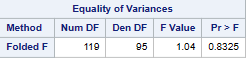 Equality of Variances
Method Num DF Den DF F Value Pr > F
Folded F 119 95 1.04 0.8325